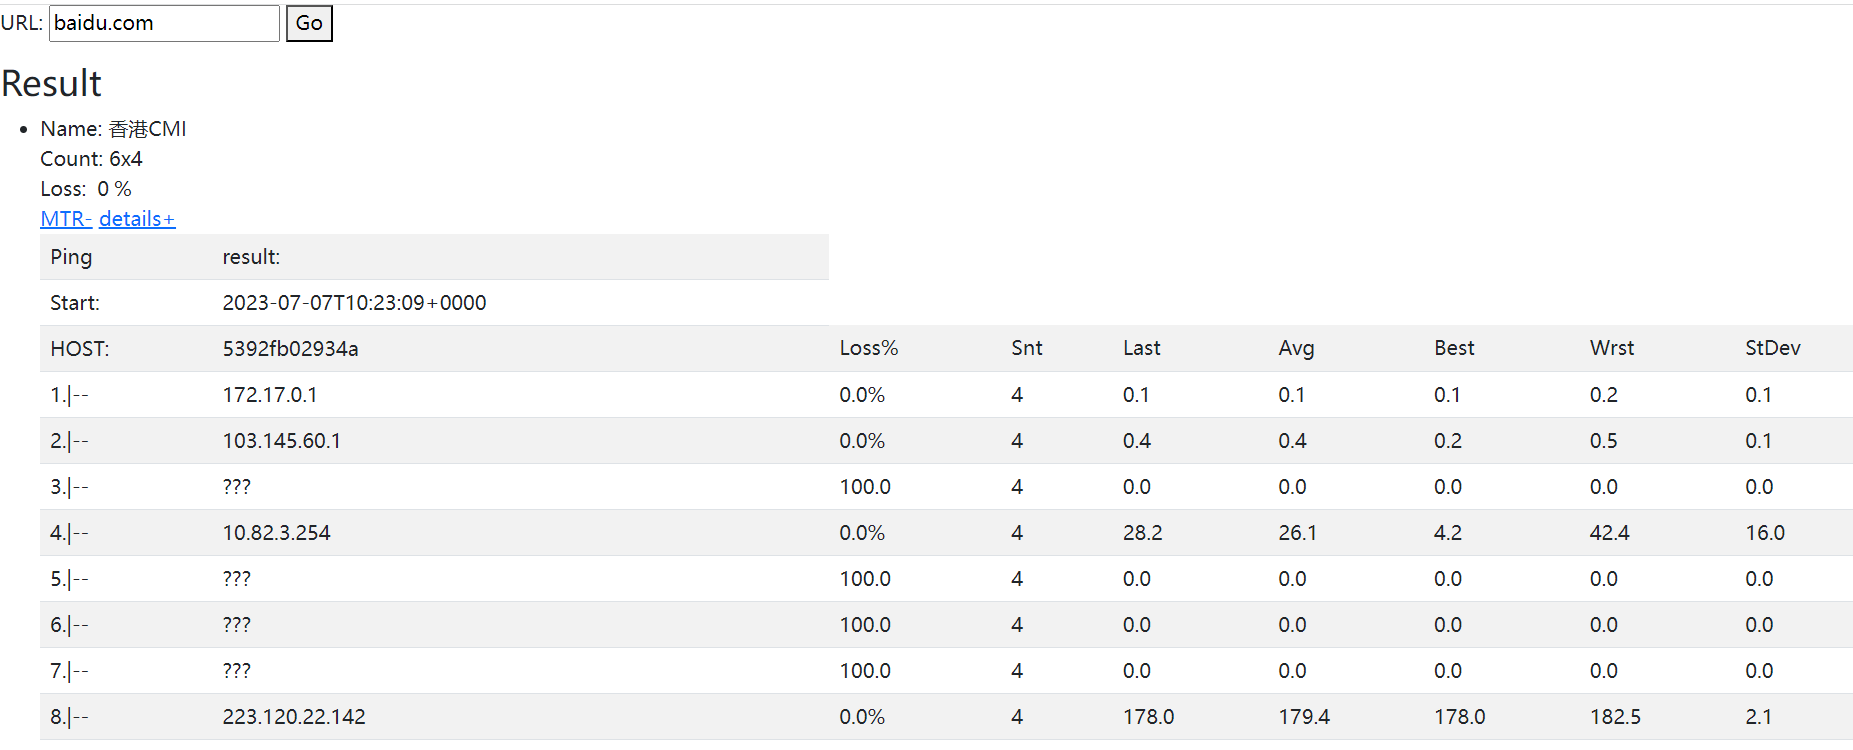 URL: baidu.com Go
Result
Name: 香港CMI
Count: 6x4
Loss: 0 %
MTR- details+
Ping result:
Start: 2023-07-07T10:23:09+0000
HOST: 5392fb02934a Loss% Snt Last Avg Best Wrst StDev
1.|-- 172.17.0.1 0.0% 4 0.1 0.1 0.1 0.2 0.1
2.|-- 103.145.60.1 0.0% 4 0.4 0.4 0.2 0.5 0.1
3.|-- ??? 100.0 4 0.0 0.0 0.0 0.0 0.0
4.|-- 10.82.3.254 0.0% 4 28.2 26.1 4.2 42.4 16.0
5.|-- ??? 100.0 4 0.0 0.0 0.0 0.0 0.0
6.|-- ??? 100.0 4 0.0 0.0 0.0 0.0 0.0
7.|-- ??? 100.0 4 0.0 0.0 0.0 0.0 0.0
8.|-- 223.120.22.142 0.0% 4 178.0 179.4 178.0 182.5 2.1